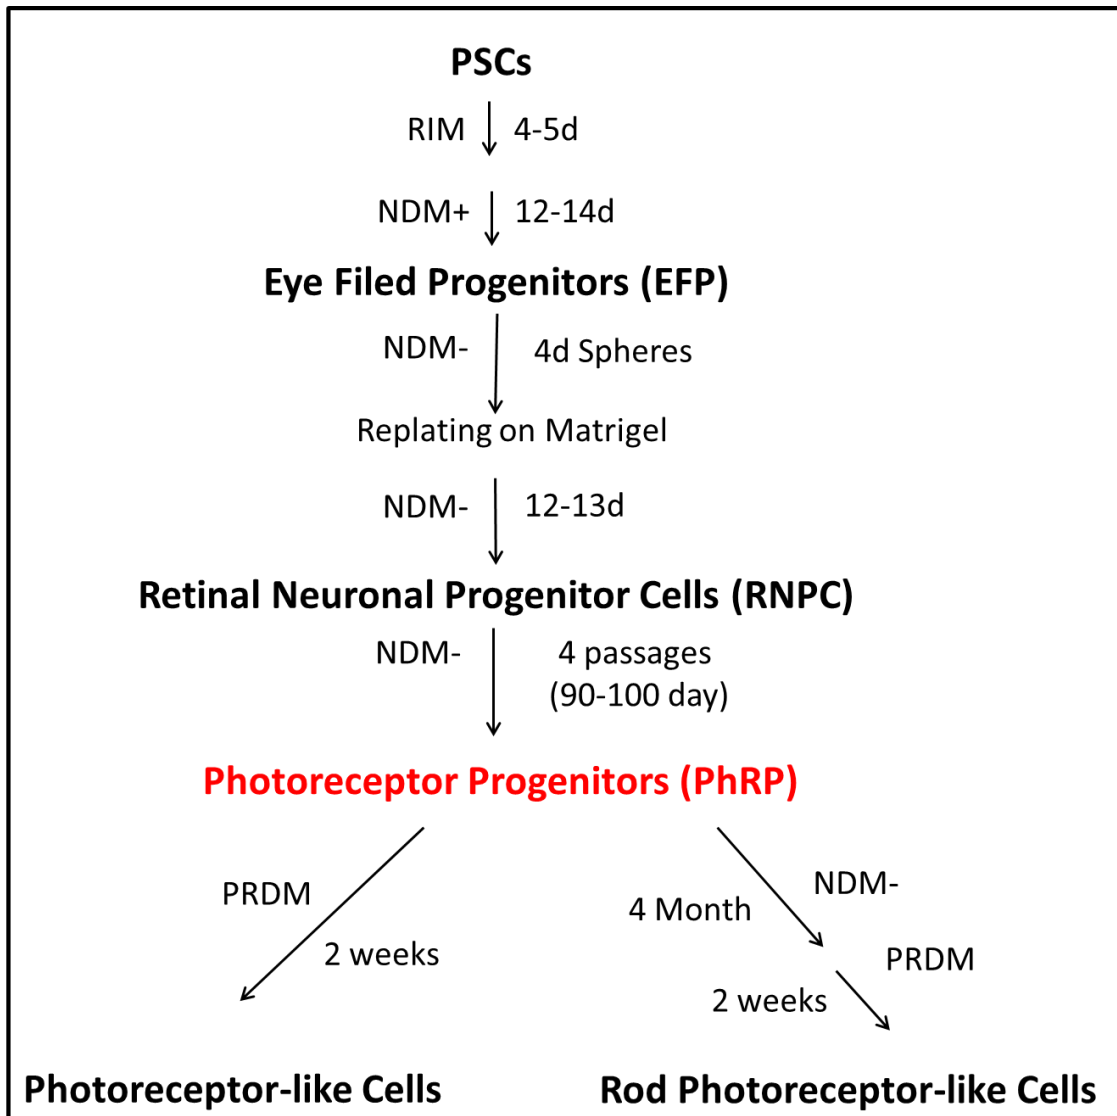 PSCs
RIM 4-5d
NDM+ 12-14d
Eye Filed Progenitors (EFP)
NDM- 4d Spheres
Replating on Matrigel
NDM- 12-13d
Retinal Neuronal Progenitor Cells (RNPC)
NDM- 4 passages
(90-100 day)
Photoreceptor Progenitors (PhRP)
PRDM
2 weeks
NDM-
4 Month
PRDM
2 weeks
Photoreceptor-like Cells
Rod Photoreceptor-like Cells